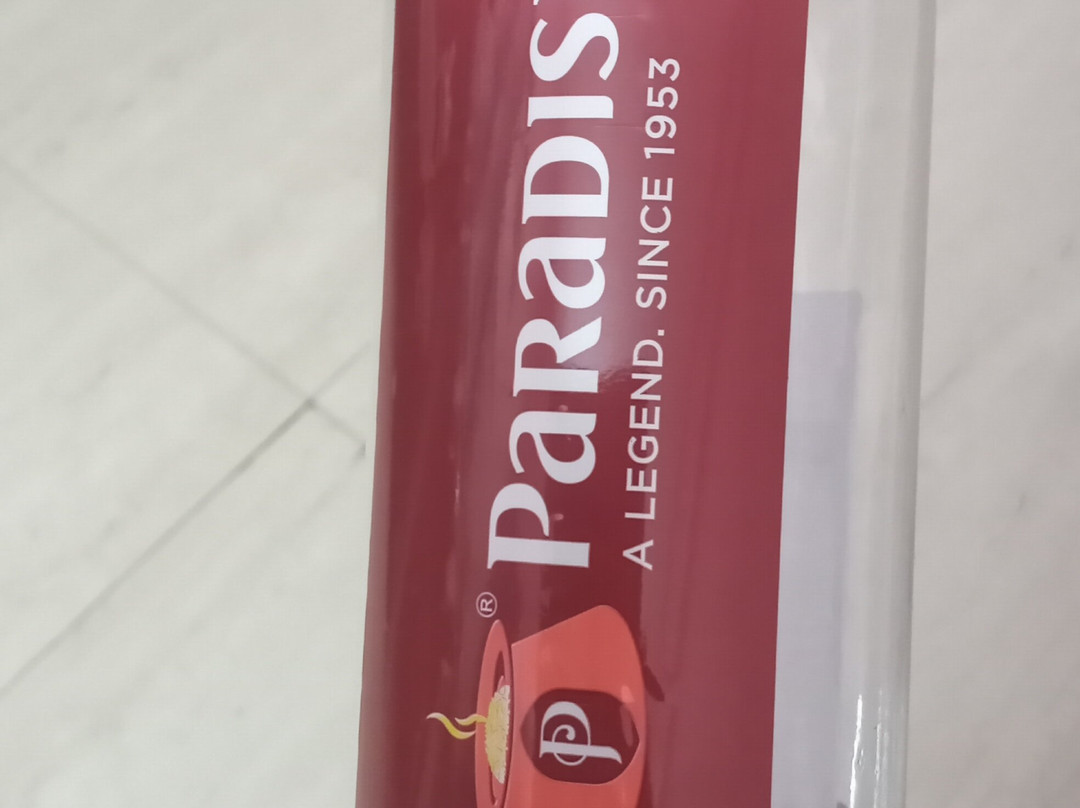 PaRaDIS
A LEGEND. SINCE 1953
®
P